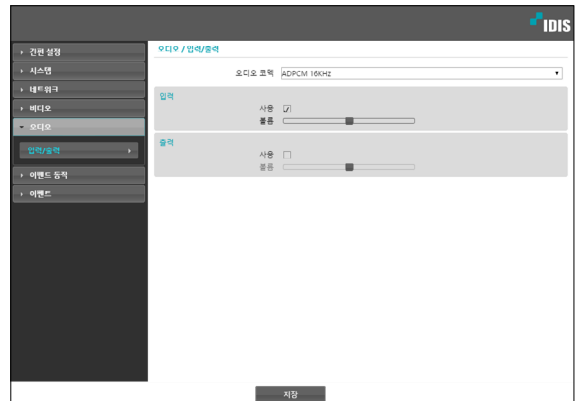 IDIS
간편 설정
시스템
네트워크
비디오
오디오
입력/출력
이벤트 동작
이벤트
오디오 / 입력/출력
오디오 코덱 ADPCM 16KHz
입력
사용
볼륨
출력
사용
볼륨
저장